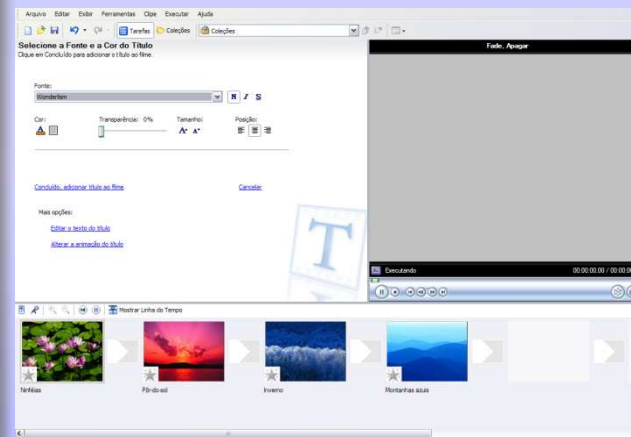 Arquivo Editar Exibir Ferramentas Clipe Executar Ajuda
Tarefas Coleções Coleções
Selecione a Fonte e a Cor do Título
Clique em Concluído para adicionar o título ao filme.
Fade, Apagar
Fonte:
N I S
Cor: Transparência: 0% Tamanho: Posição:
A A A
Concluído, adicionar título ao filme Cancelar
Mais opções:
Editar o texto do título
Alterar a animação do título
T
Executando 00:00:00,00 / 00:00:0
Mostrar Linha do Tempo
Ninféias Pôr-do-sol Inverno Montanhas azuis